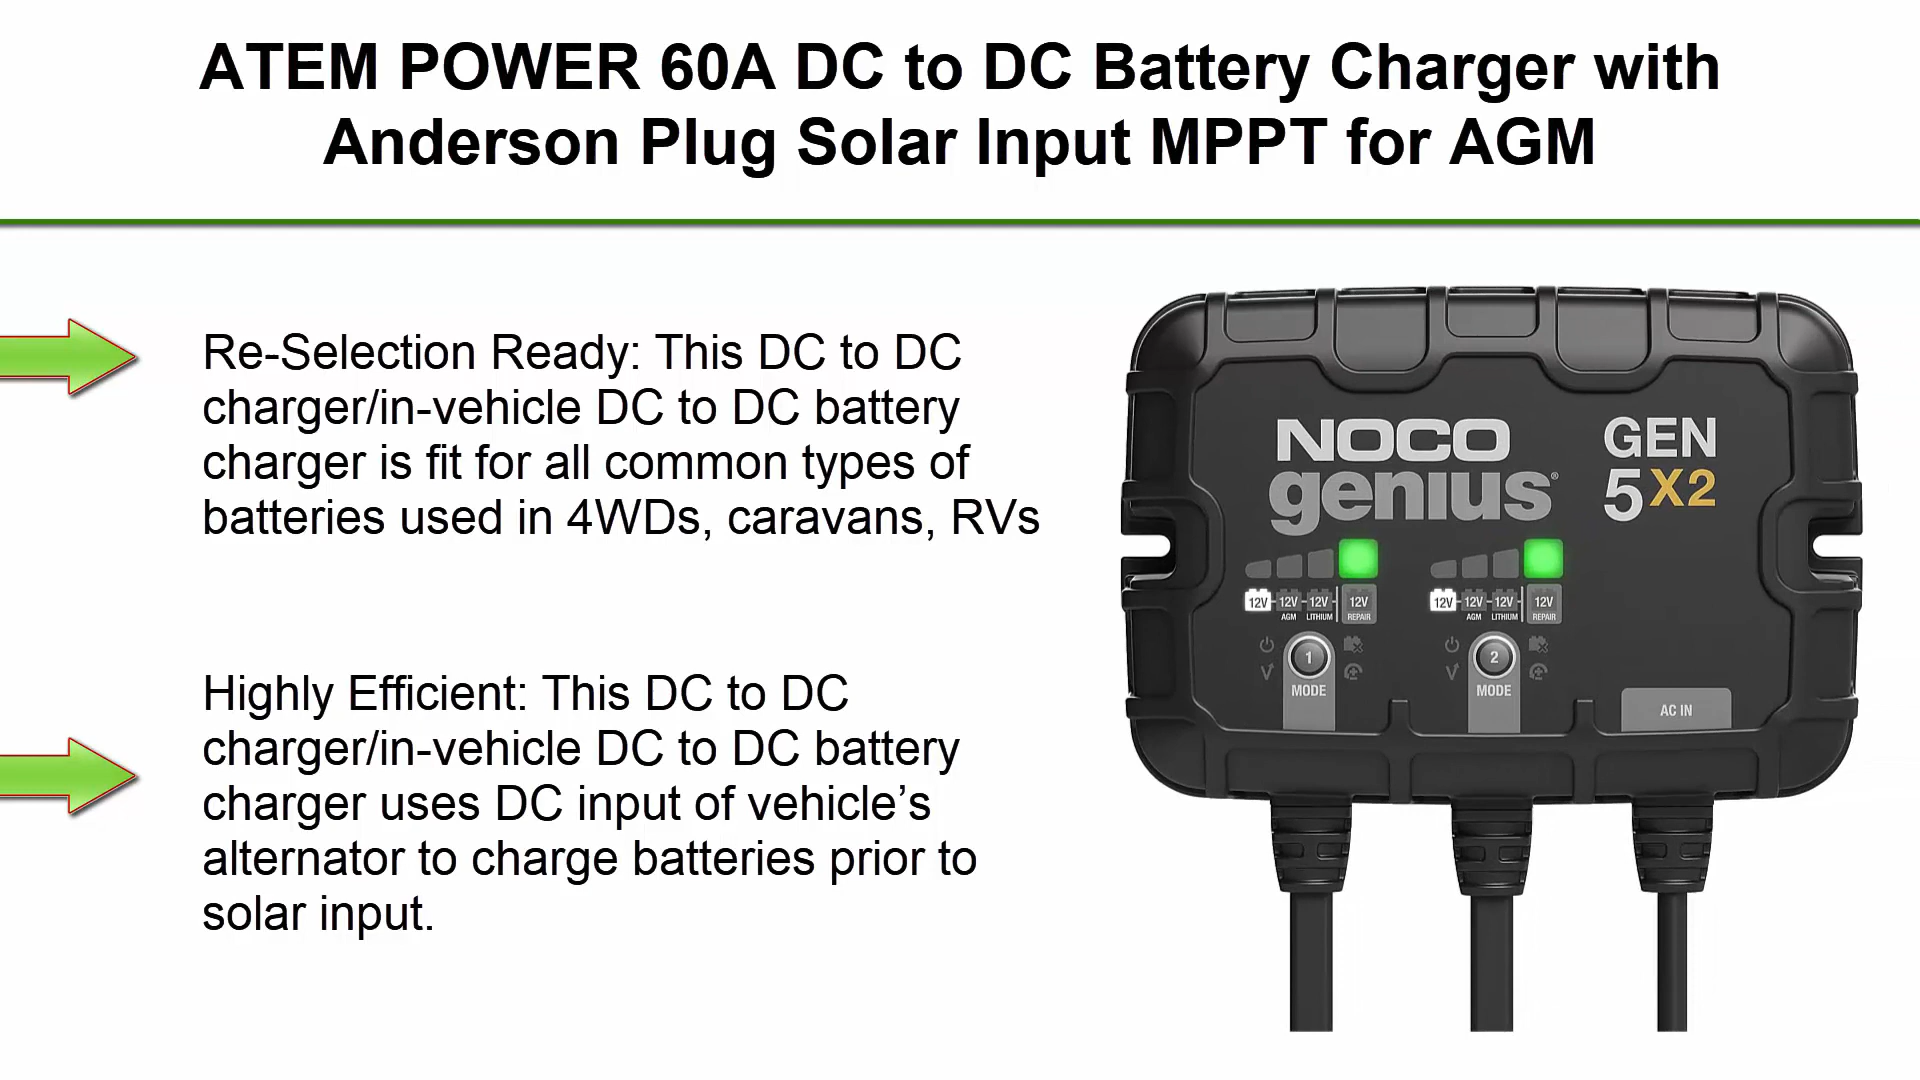 ATEM POWER 60A DC to DC Battery Charger with
Anderson Plug Solar Input MPPT for AGM
Re-Selection Ready: This DC to DC
charger/in-vehicle DC to DC battery
charger is fit for all common types of
batteries used in 4WDs, caravans, RVs
Highly Efficient: This DC to DC
charger/in-vehicle DC to DC battery
charger uses DC input of vehicle’s
alternator to charge batteries prior to
solar input.
NOCO
genius®
GEN
5X2
12V 12V 12V 12V
AGM LITHIUM REPAIR
1
MODE
12V 12V 12V 12V
AGM LITHIUM REPAIR
2
MODE
AC IN